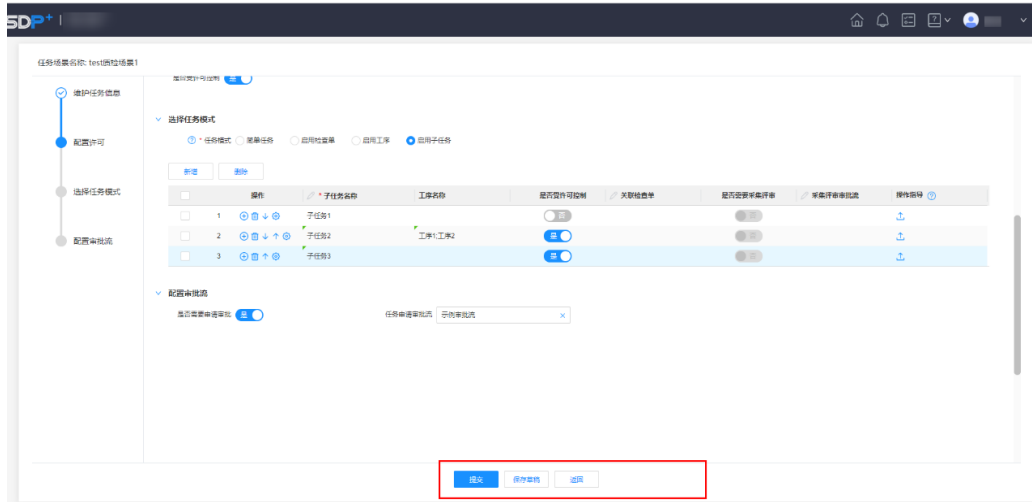 SDP+ |
任务场景名称: test质检场景1
是否受许可控制 是
维护任务信息
选择任务模式
* 任务模式 简单任务 启用检查单 启用工序 启用子任务
配置许可
新增 删除
选择任务模式
操作 * 子任务名称 工序名称 是否受许可控制 关联检查单 是否要采集评审 采集评审审批流 操作指导
1 子任务1 否 否
2 子任务2 工序1;工序2 是 否
配置审批流
3 子任务3 是 否
配置审批流
是否需要申请审批 是 任务申请审批流 示例审批流
提交 保存草稿 返回